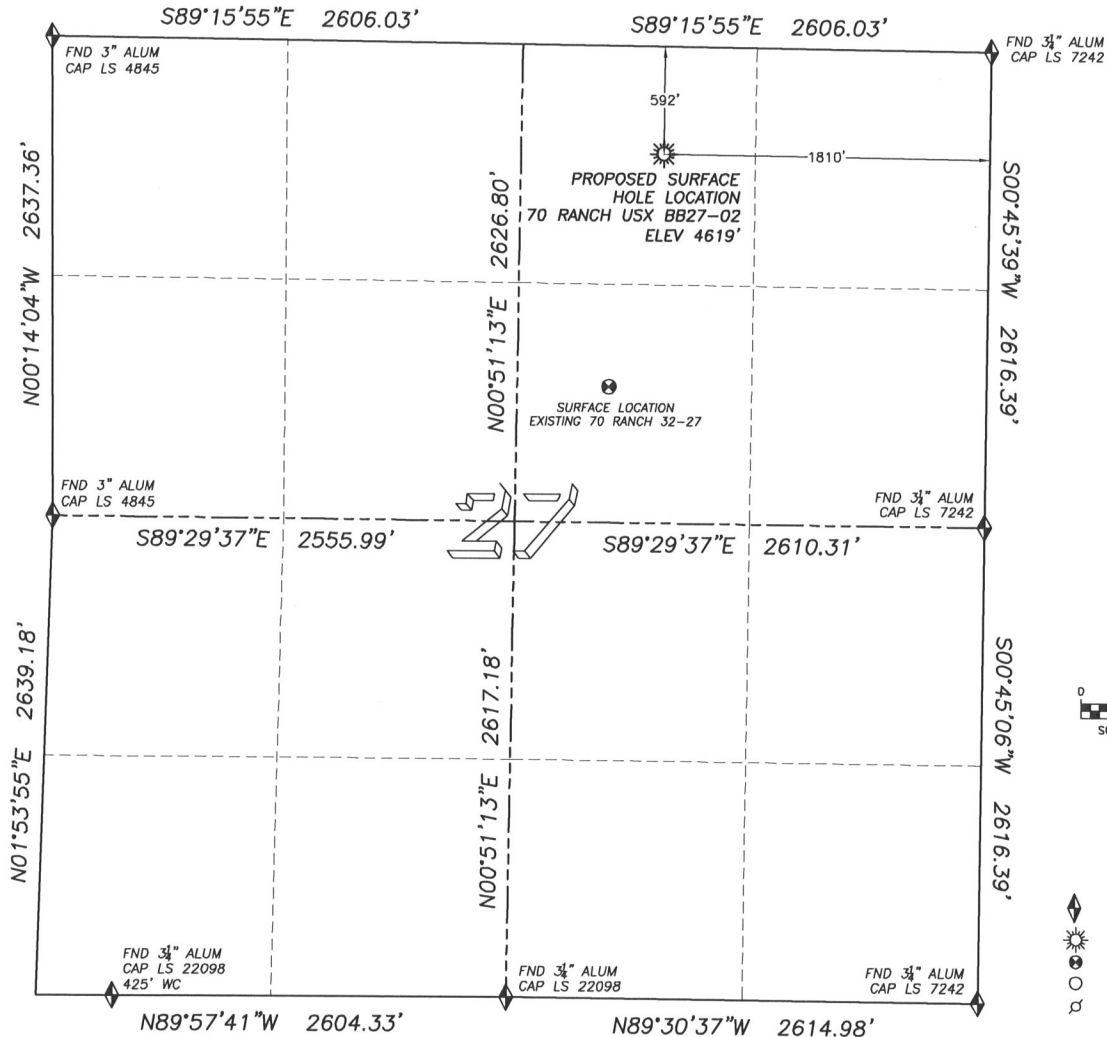 S89°15'55"E 2606.03'
S89°15'55"E 2606.03'
FND 3" ALUM
CAP LS 4845
FND 3¼" ALUM
CAP LS 7242
592'
1810'
PROPOSED SURFACE
HOLE LOCATION
70 RANCH USX BB27-02
ELEV 4619'
N00°14'04"W 2637.36'
N00°51'13"E 2626.80'
S00°45'39"W 2616.39'
SURFACE LOCATION
EXISTING 70 RANCH 32-27
FND 3" ALUM
CAP LS 4845
27
FND 3¼" ALUM
CAP LS 7242
S89°29'37"E 2555.99'
S89°29'37"E 2610.31'
N01°53'55"E 2639.18'
N00°51'13"E 2617.18'
S00°45'06"W 2616.39'
0
FND 3¼" ALUM
CAP LS 22098
425' WC
FND 3¼" ALUM
CAP LS 22098
FND 3¼" ALUM
CAP LS 7242
N89°57'41"W 2604.33'
N89°30'37"W 2614.98'